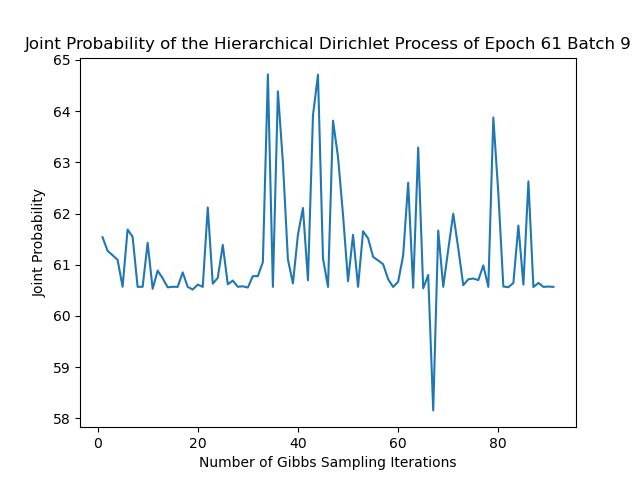 Joint Probability of the Hierarchical Dirichlet Process of Epoch 61 Batch 9
65
64
63
62
61
60
59
58
Joint Probability
0 20 40 60 80
Number of Gibbs Sampling Iterations